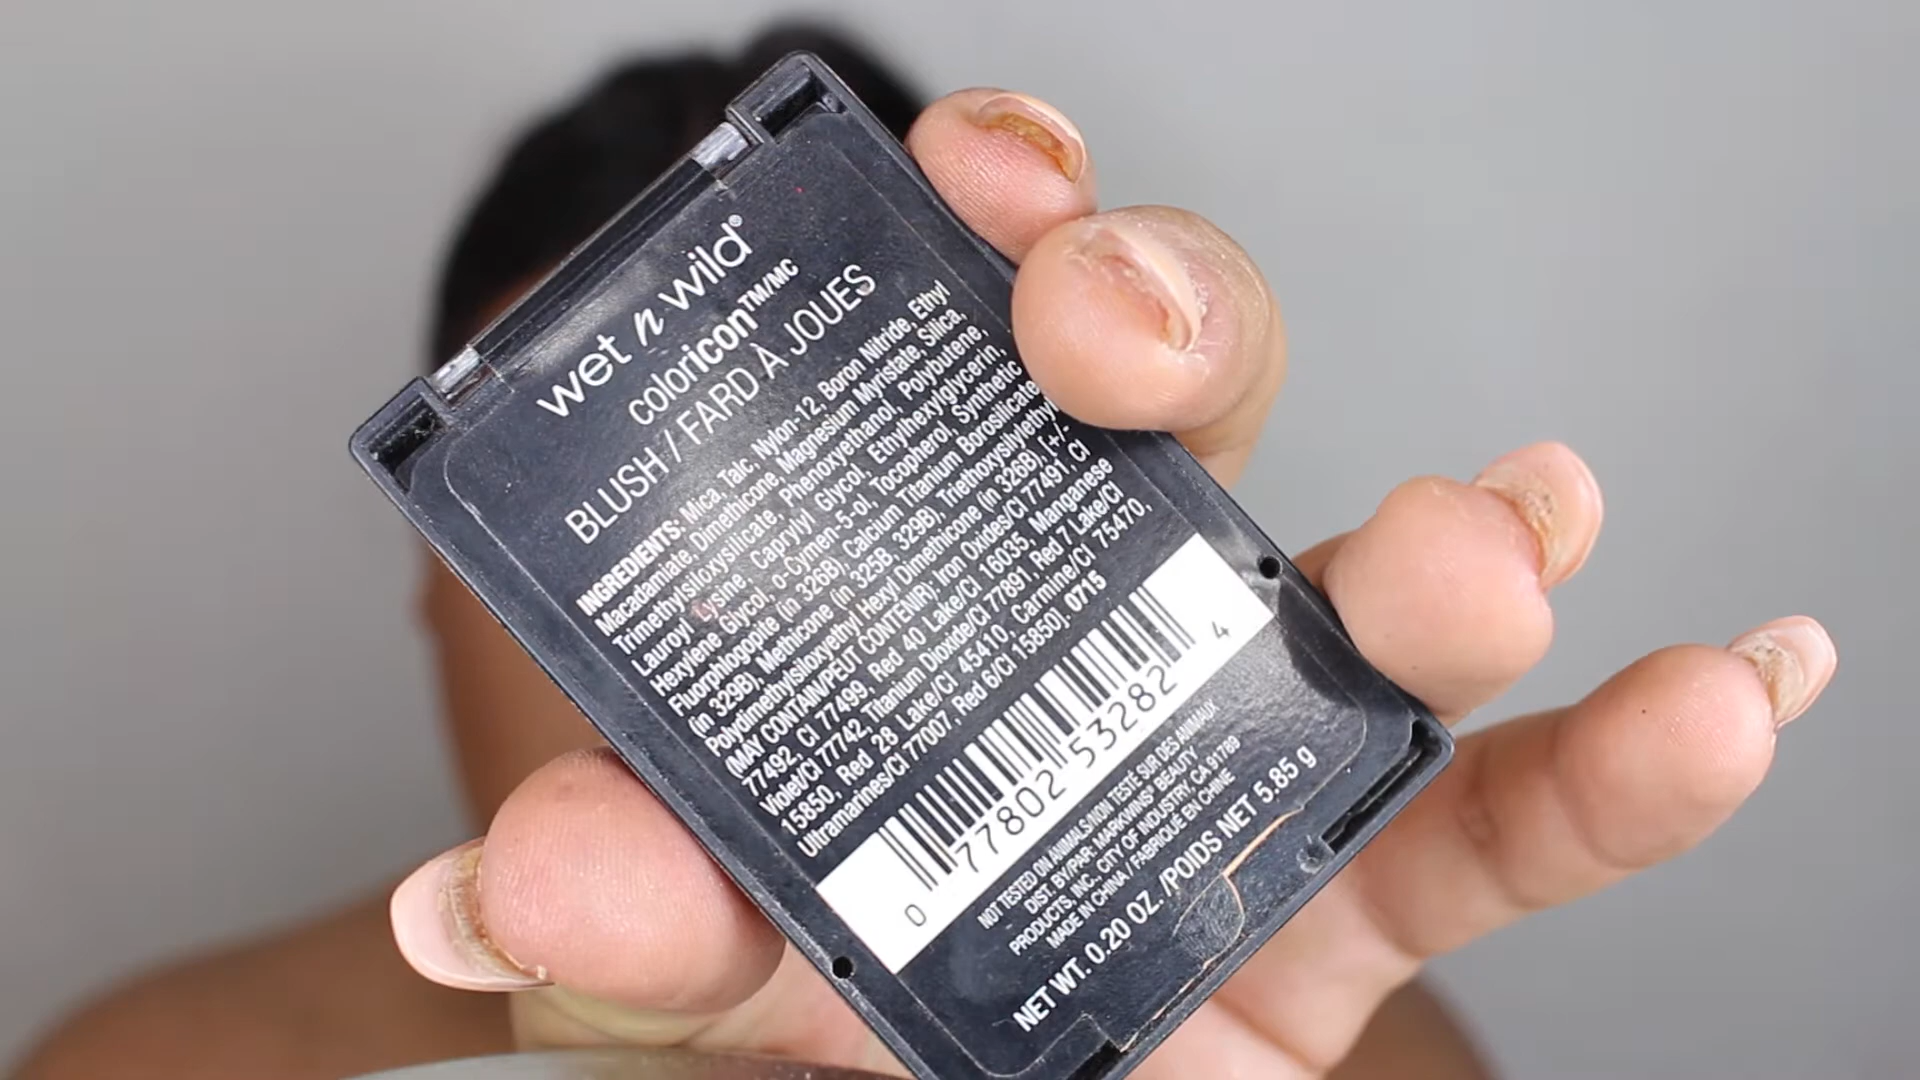 wet n wild®
coloricon™/MC
BLUSH / FARD À JOUES
INGREDIENTS: Mica, Talc, Nylon-12, Boron Nitride, Ethyl
Macadamiate, Dimethicone, Magnesium Myristate, Silica,
Trimethylsiloxysilicate, Phenoxyethanol, Polybutene,
Lauroyl Lysine, Caprylyl Glycol, Ethylhexylglycerin,
Hexylene Glycol, o-Cymen-5-ol, Tocopherol, Synthetic
Fluorphlogopite (in 326B), Calcium Titanium Borosilicate
(in 329B), Methicone (in 325B, 329B), Triethoxysilylethyl
Polydimethylsiloxyethyl Hexyl Dimethicone (in 326B), [+/-
(MAY CONTAIN/PEUT CONTENIR): Iron Oxides/CI 77491, CI
77492, CI 77499, Red 40 Lake/CI 16035, Manganese
Violet/CI 77742, Titanium Dioxide/CI 77891, Red 7 Lake/CI
15850, Red 28 Lake/CI 45410, Carmine/CI 75470,
Ultramarines/CI 77007, Red 6/CI 15850]. 0715
0 77802 53282 4
NOT TESTED ON ANIMALS/NON TESTÉ SUR DES ANIMAUX
DIST. BY/PAR: MARKWINS® BEAUTY
PRODUCTS, INC., CITY OF INDUSTRY, CA 91789
MADE IN CHINA / FABRIQUÉ EN CHINE
NET WT. 0.20 OZ. /POIDS NET 5.85 g